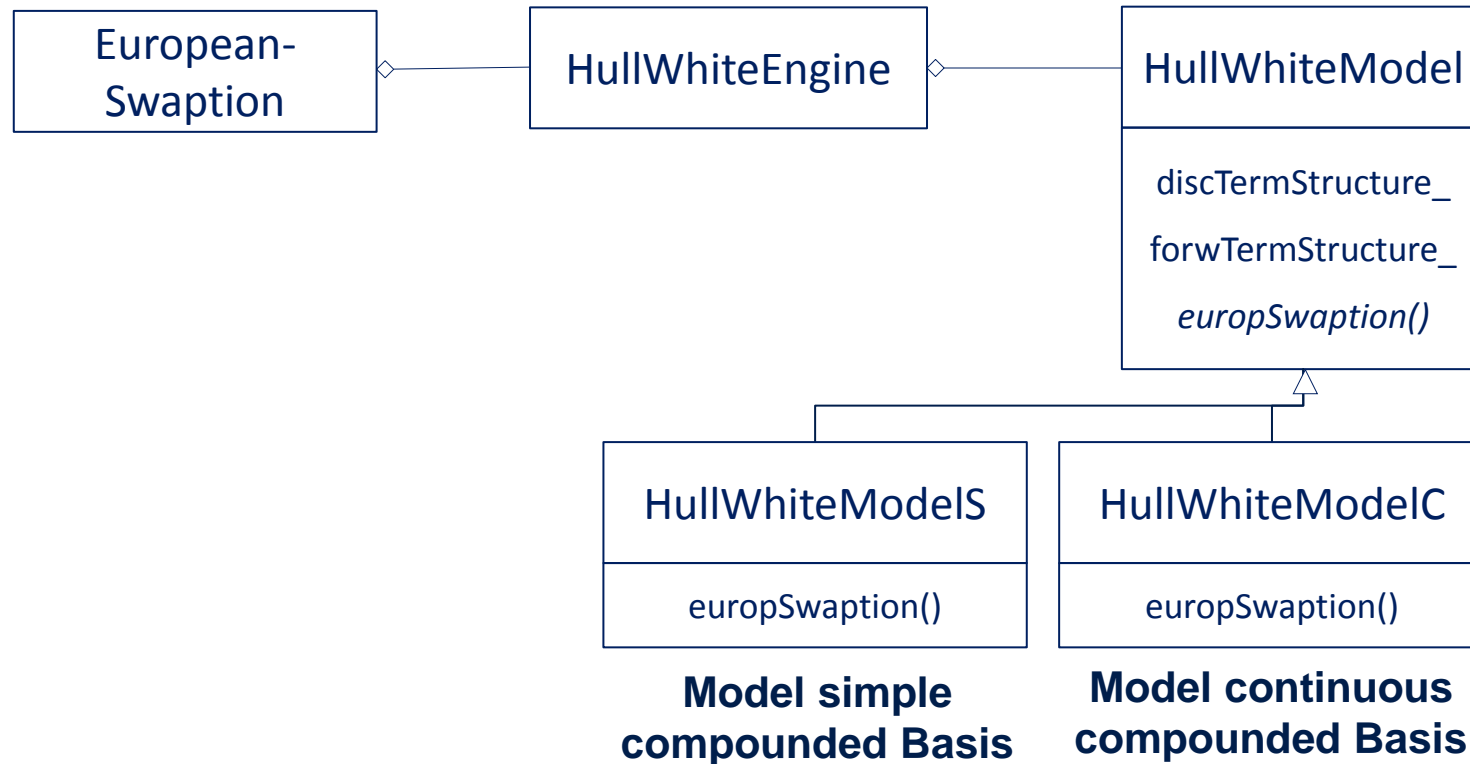 European-
Swaption
HullWhiteEngine
HullWhiteModel
discTermStructure_
forwTermStructure_
europSwaption()
HullWhiteModelS
europSwaption()
Model simple
compounded Basis
HullWhiteModelC
europSwaption()
Model continuous
compounded Basis